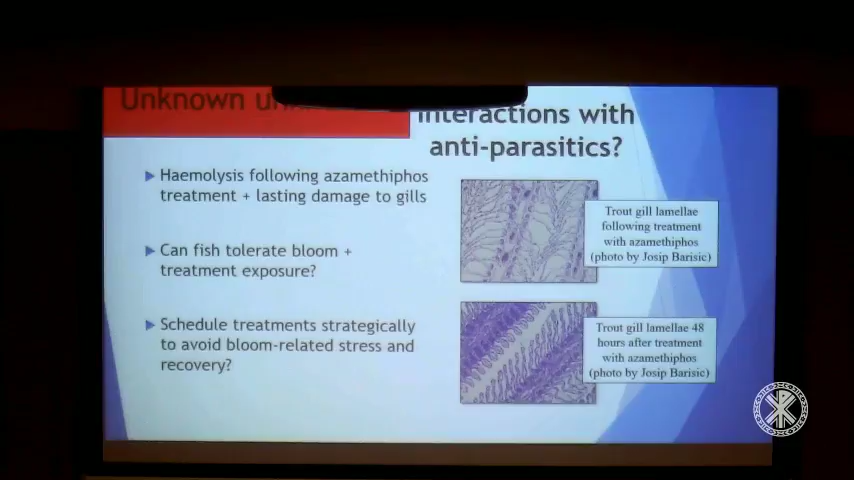 Unknown
interactions with
anti-parasitics?
▶ Haemolysis following azamethiphos
treatment + lasting damage to gills
▶ Can fish tolerate bloom +
treatment exposure?
▶ Schedule treatments strategically
to avoid bloom-related stress and
recovery?
Trout gill lamellae
following treatment
with azamethiphos
(photo by Josip Barisic)
Trout gill lamellae 48
hours after treatment
with azamethiphos
(photo by Josip Barisic)